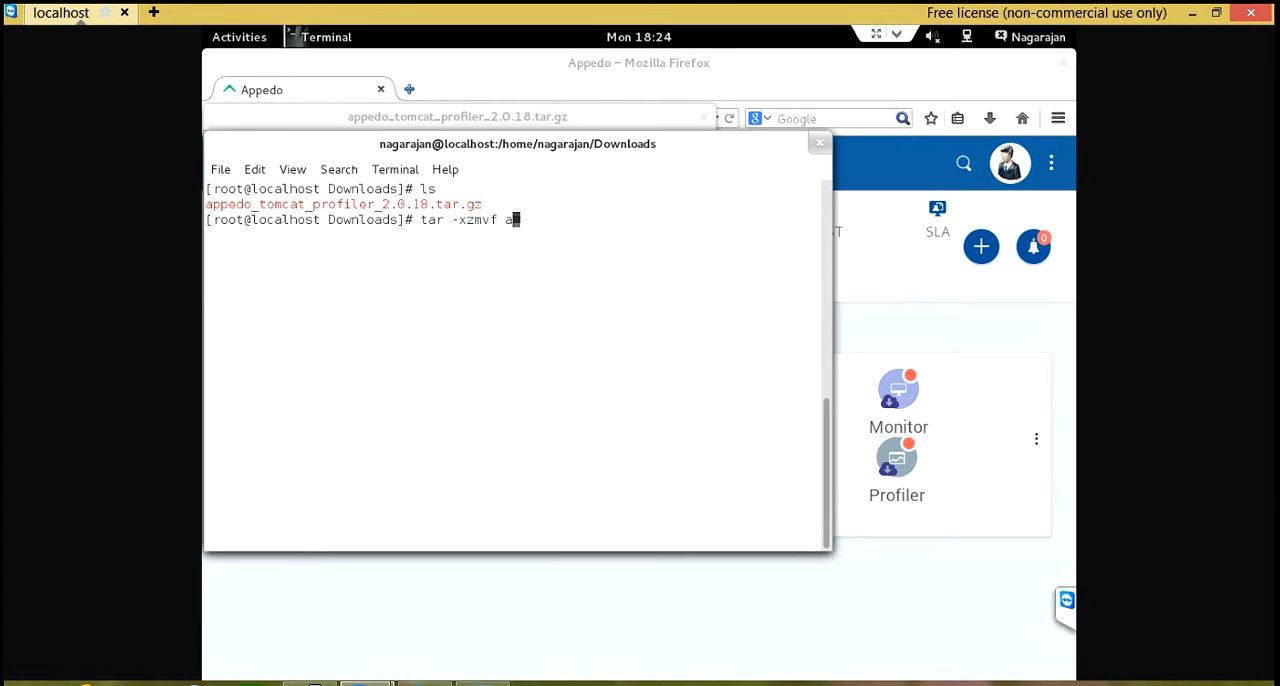 localhost
Free license (non-commercial use only)
Activities
Terminal
Mon 18:24
Nagarajan
Appedo - Mozilla Firefox
Appedo
appedo_tomcat_profiler_2.0.18.tar.gz
Google
nagarajan@localhost:/home/nagarajan/Downloads
File Edit View Search Terminal Help
[root@localhost Downloads]# ls
appedo_tomcat_profiler_2.0.18.tar.gz
[root@localhost Downloads]# tar -xzmvf a
T
SLA
0
Monitor
Profiler